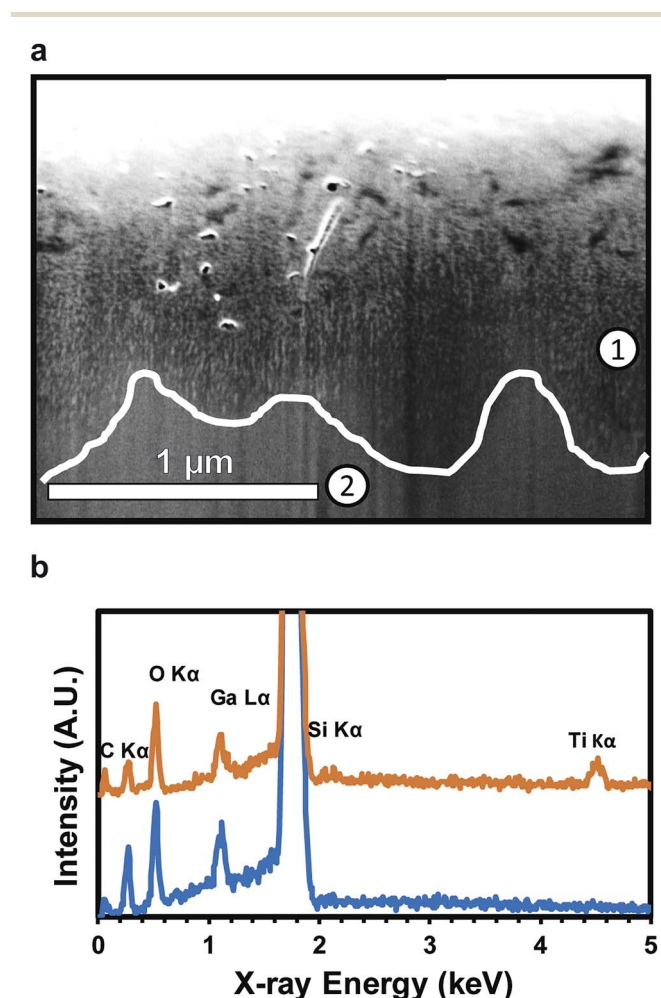 a
1
1 μm
2
b
O Kα
Ga Lα
C Kα
Si Kα
Ti Kα
Intensity (A.U.)
0 1 2 3 4 5
X-ray Energy (keV)